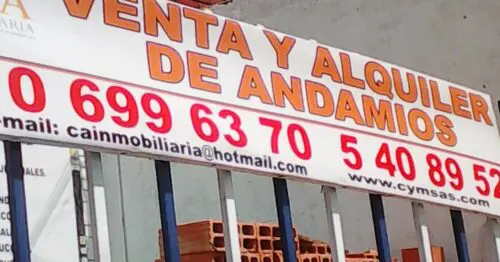 A
ARIA
VENTA Y ALQUILER
DE ANDAMIOS
0 699 63 70 5 40 89 52
e-mail: cainmobiliaria@hotmail.com
www.cymsas.com